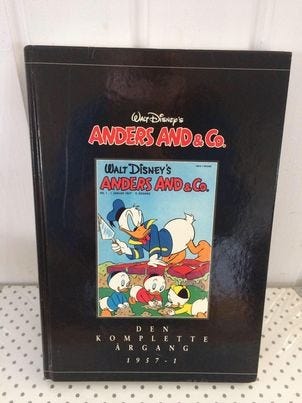 Walt Disney's
ANDERS AND & Co.
WALT DISNEY'S
ANDERS AND & Co.
DEN
KOMPLETTE
ÅRGANG
1957-1